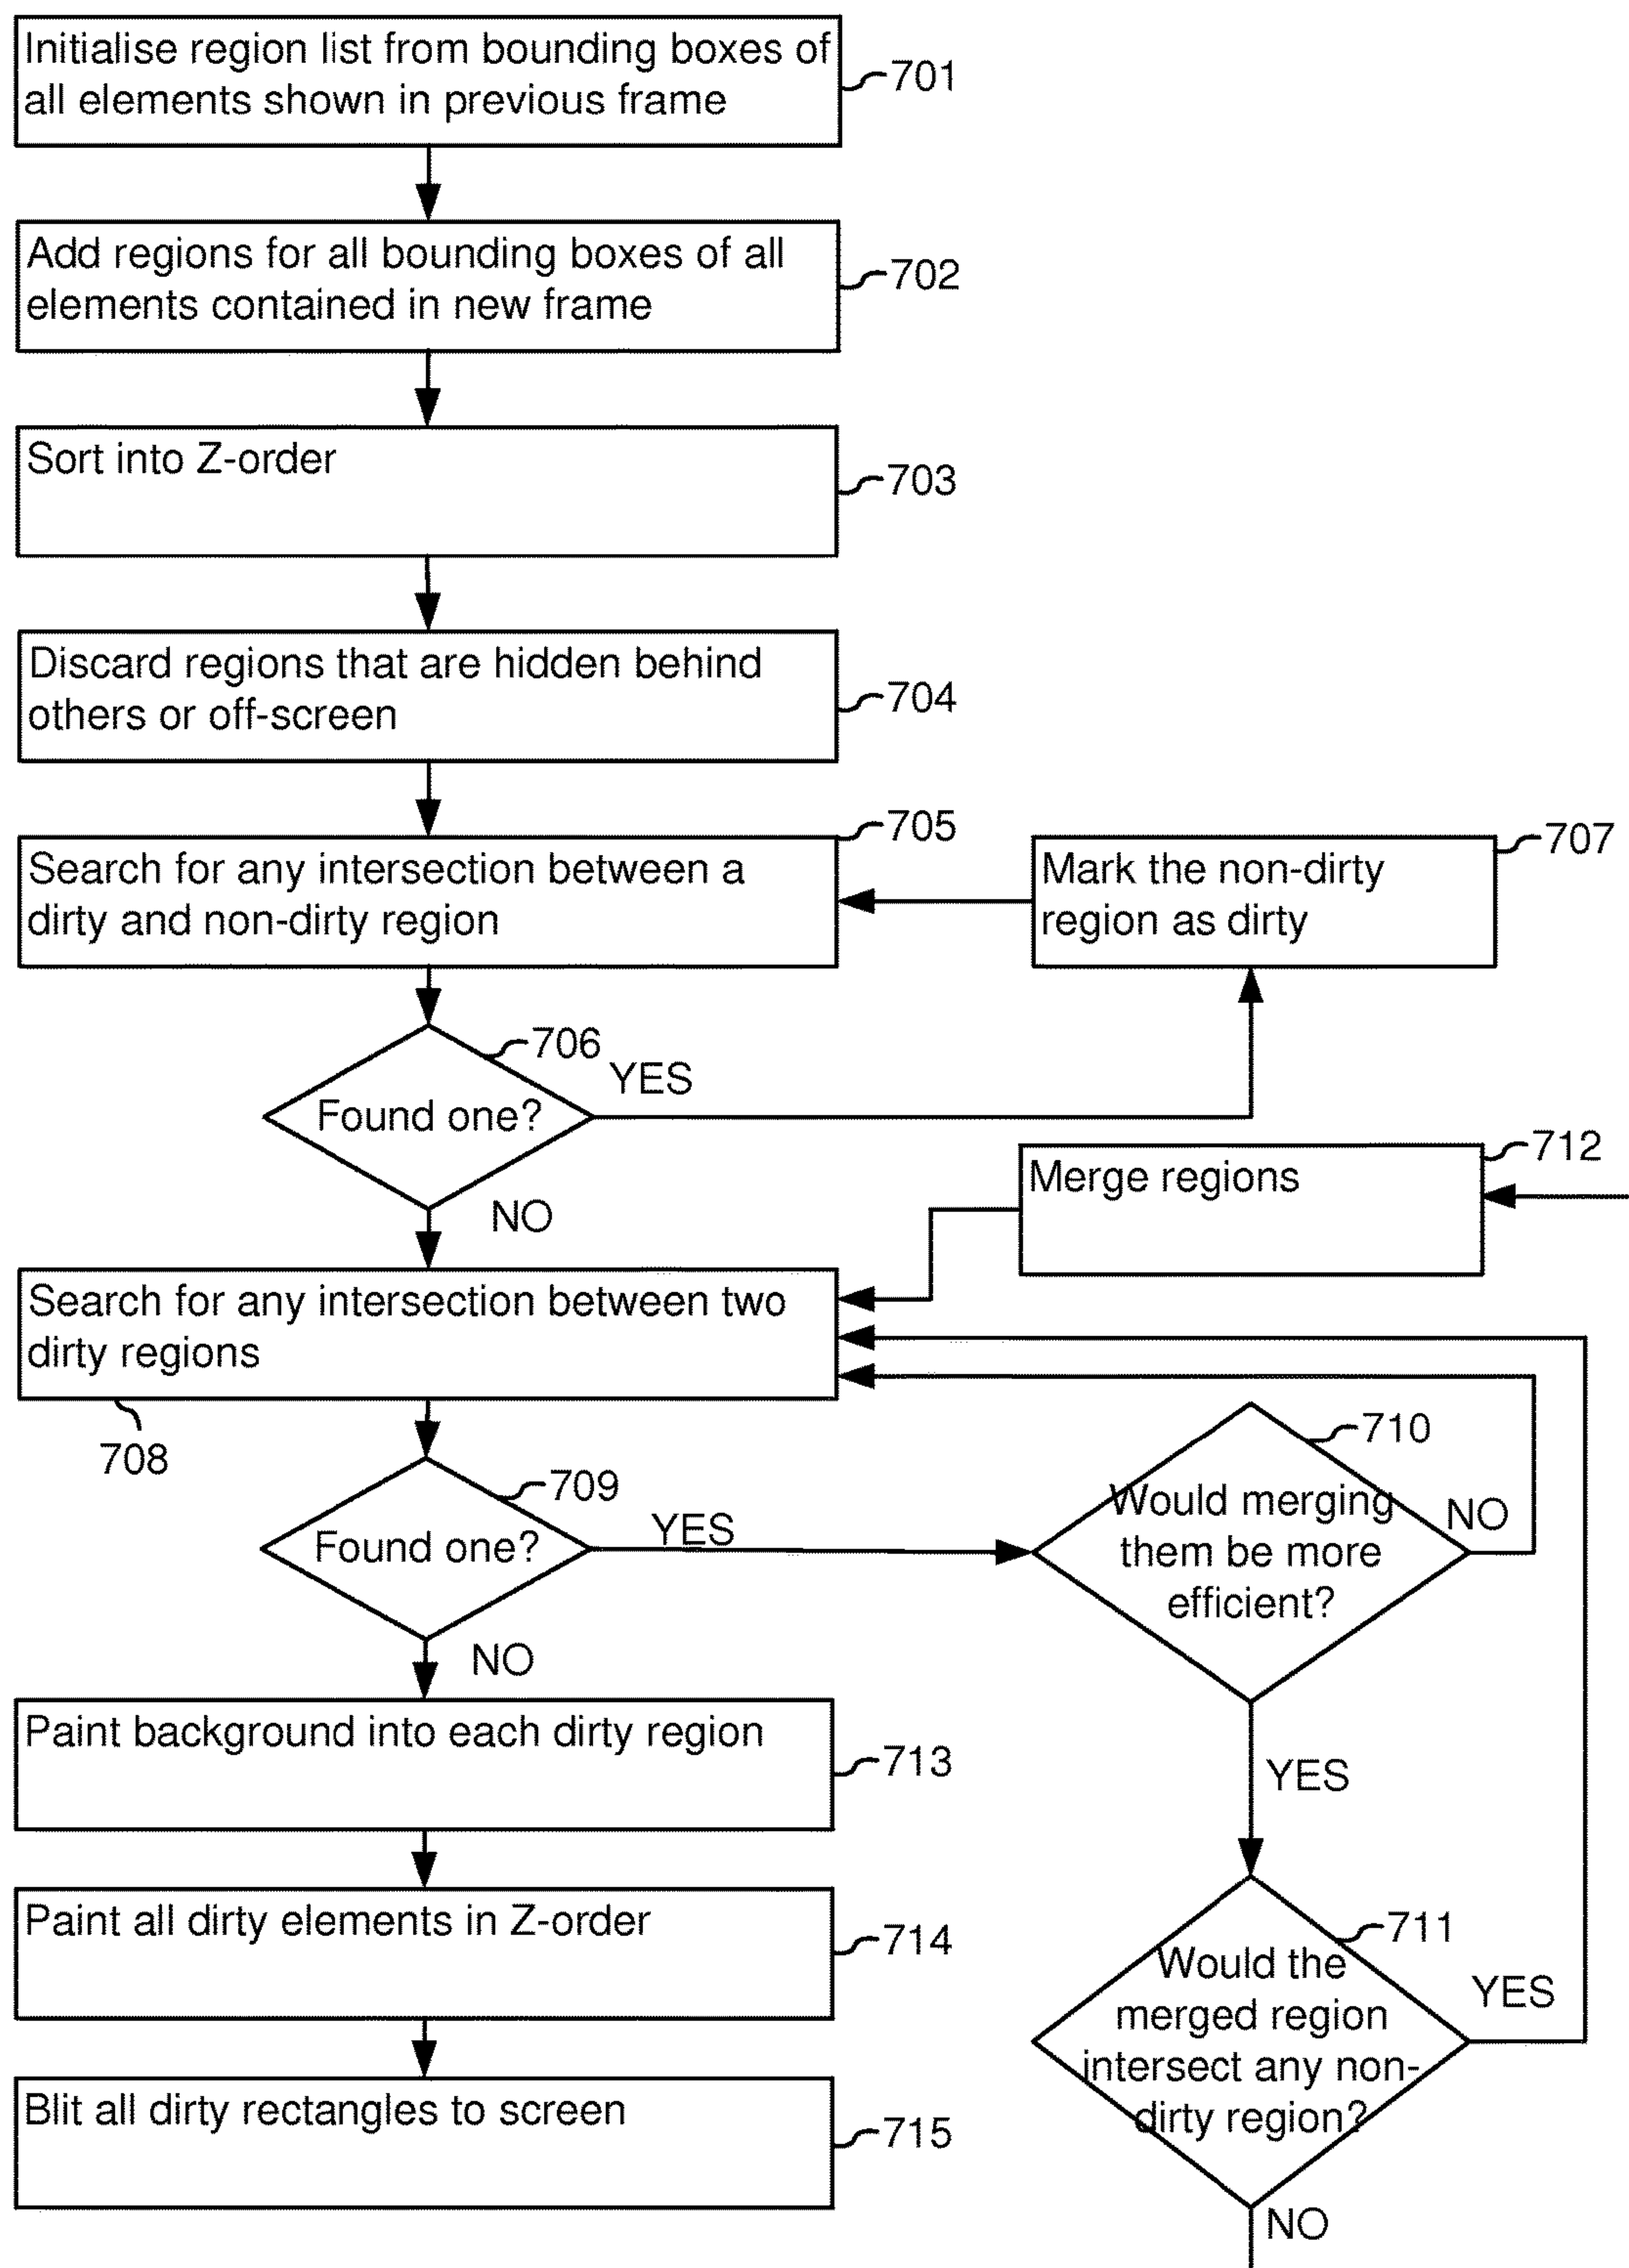 Initialise region list from bounding boxes of
all elements shown in previous frame
701
Add regions for all bounding boxes of all
elements contained in new frame
702
Sort into Z-order
703
Discard regions that are hidden behind
others or off-screen
704
705
Search for any intersection between a
dirty and non-dirty region
707
Mark the non-dirty
region as dirty
706
YES
Found one?
NO
712
Merge regions
Search for any intersection between two
dirty regions
708
709
YES
Found one?
NO
710
Would merging
them be more
efficient?
NO
YES
Paint background into each dirty region
713
Paint all dirty elements in Z-order
714
711
Would the
merged region
intersect any non-
dirty region?
YES
NO
Blit all dirty rectangles to screen
715